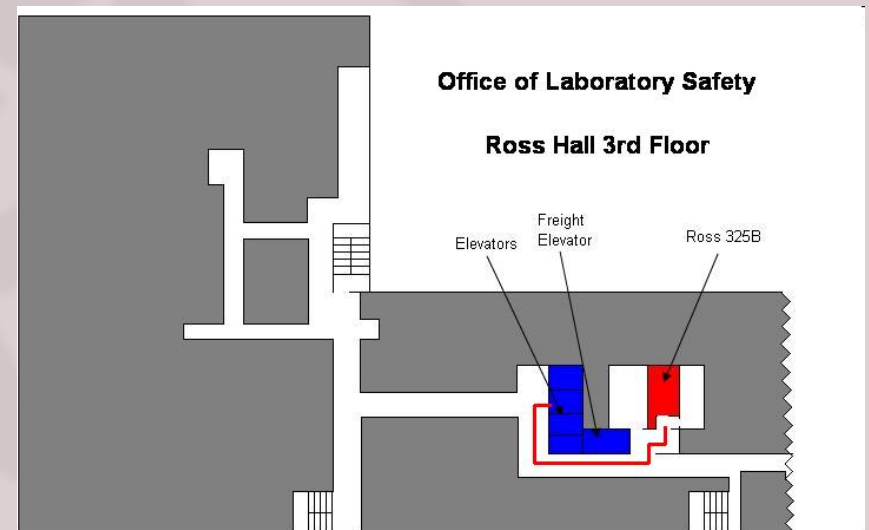 Office of Laboratory Safety
Ross Hall 3rd Floor
Elevators
Freight
Elevator
Ross 325B